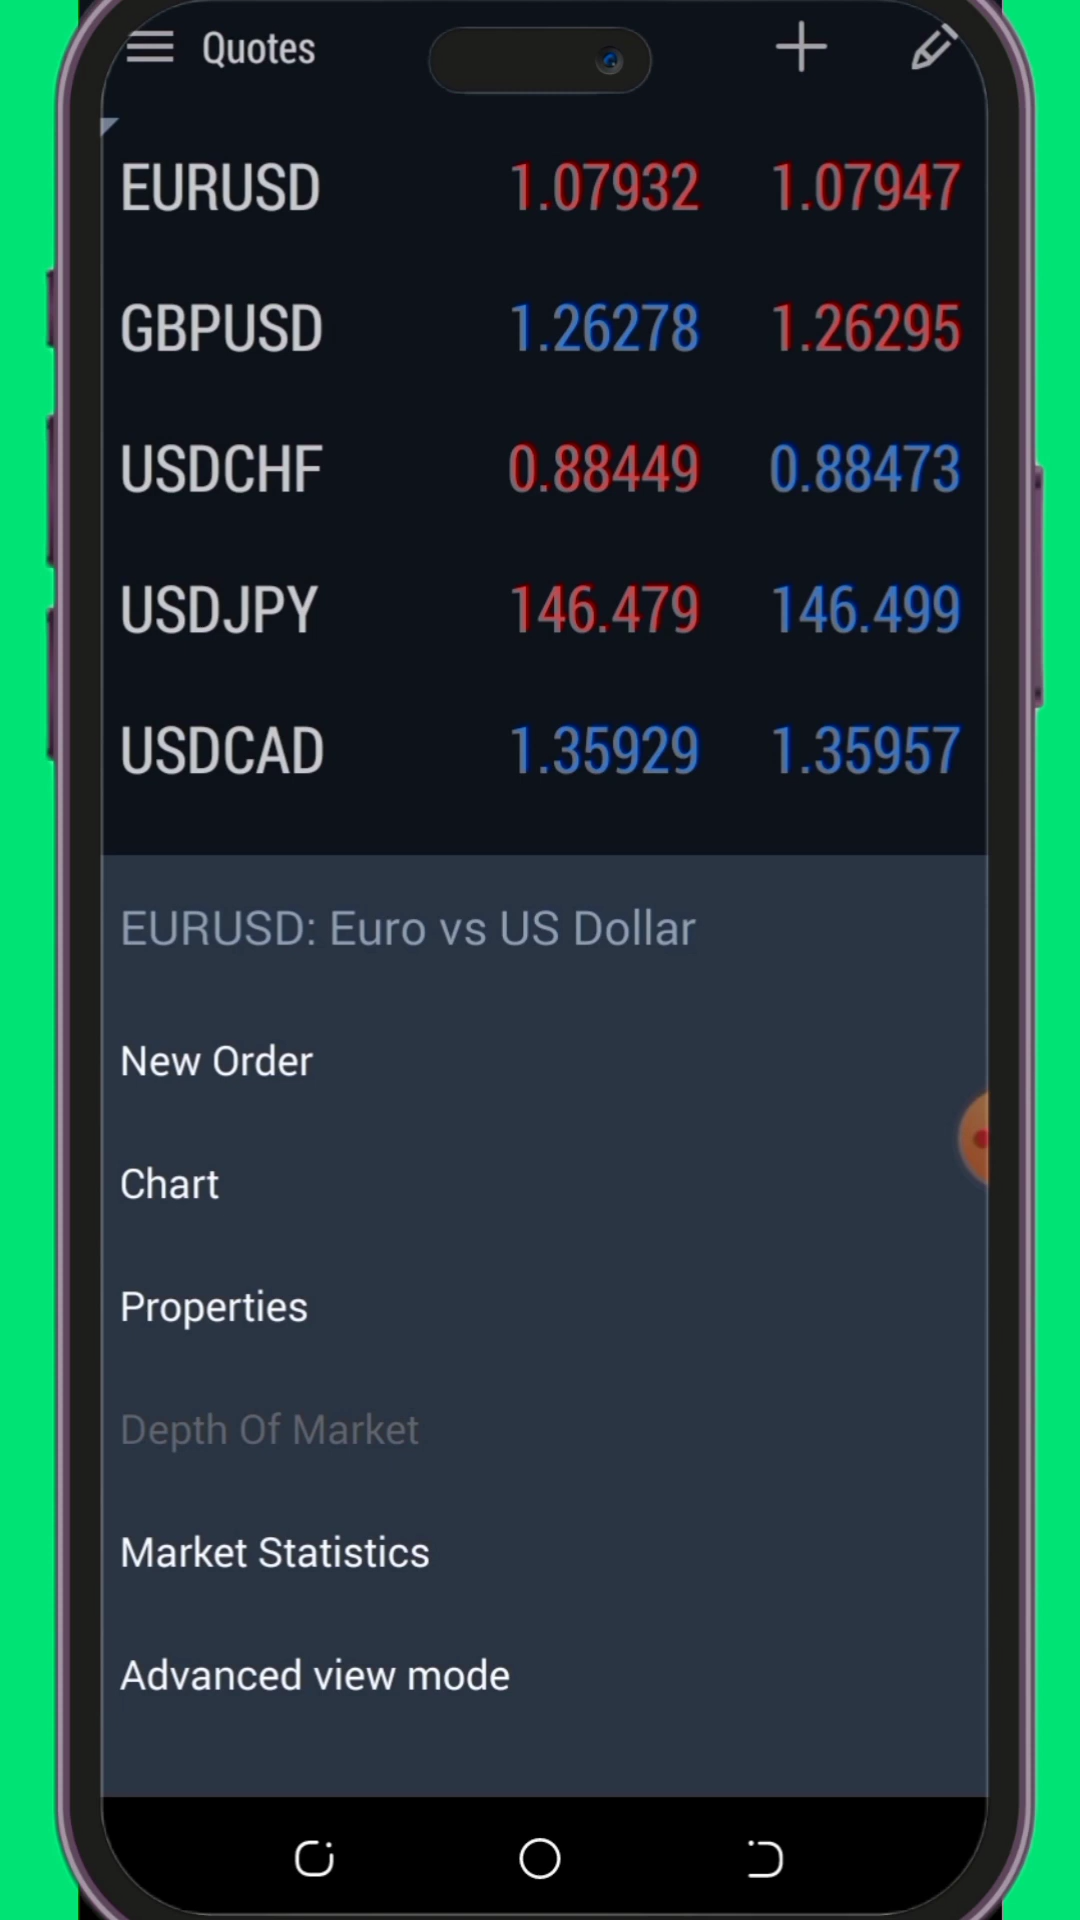 Quotes
EURUSD 1.07932 1.07947
GBPUSD 1.26278 1.26295
USDCHF 0.88449 0.88473
USDJPY 146.479 146.499
USDCAD 1.35929 1.35957
EURUSD: Euro vs US Dollar
New Order
Chart
Properties
Depth Of Market
Market Statistics
Advanced view mode